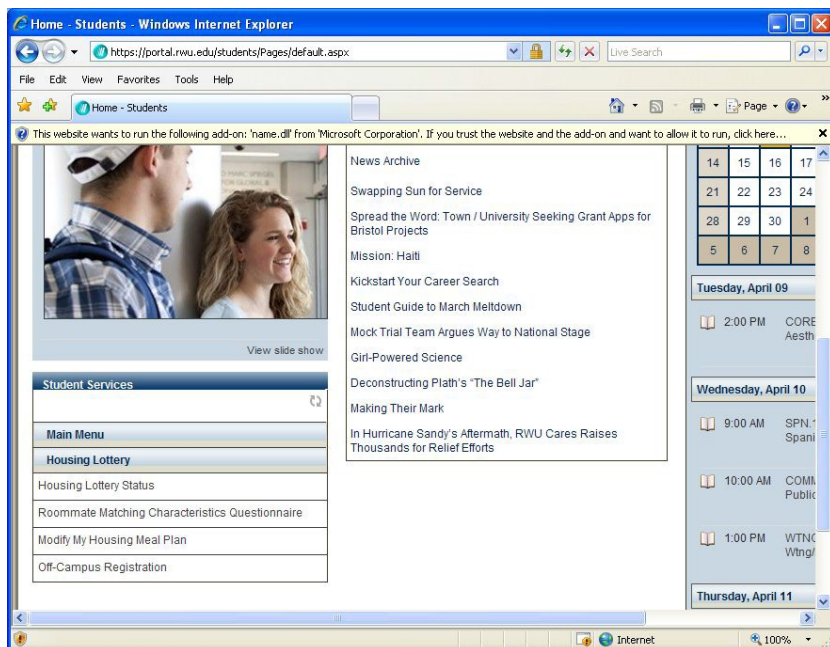 Home - Students - Windows Internet Explorer
https://portal.rwu.edu/students/Pages/default.aspx
Live Search
File Edit View Favorites Tools Help
Home - Students
Page
This website wants to run the following add-on: 'name.dll' from 'Microsoft Corporation'. If you trust the website and the add-on and want to allow it to run, click here...
News Archive
Swapping Sun for Service
Spread the Word: Town / University Seeking Grant Apps for
Bristol Projects
Mission: Haiti
Kickstart Your Career Search
Student Guide to March Meltdown
Mock Trial Team Argues Way to National Stage
Girl-Powered Science
Deconstructing Plath's "The Bell Jar"
Making Their Mark
In Hurricane Sandy's Aftermath, RWU Cares Raises
Thousands for Relief Efforts
View slide show
Student Services
Main Menu
Housing Lottery
Housing Lottery Status
Roommate Matching Characteristics Questionnaire
Modify My Housing Meal Plan
Off-Campus Registration
14 15 16 17
21 22 23 24
28 29 30 1
5 6 7 8
Tuesday, April 09
2:00 PM CORE
Aesth
Wednesday, April 10
9:00 AM SPN.1
Spani
10:00 AM COMM
Public
1:00 PM WTNG
Wtng/
Thursday, April 11
Internet
100%